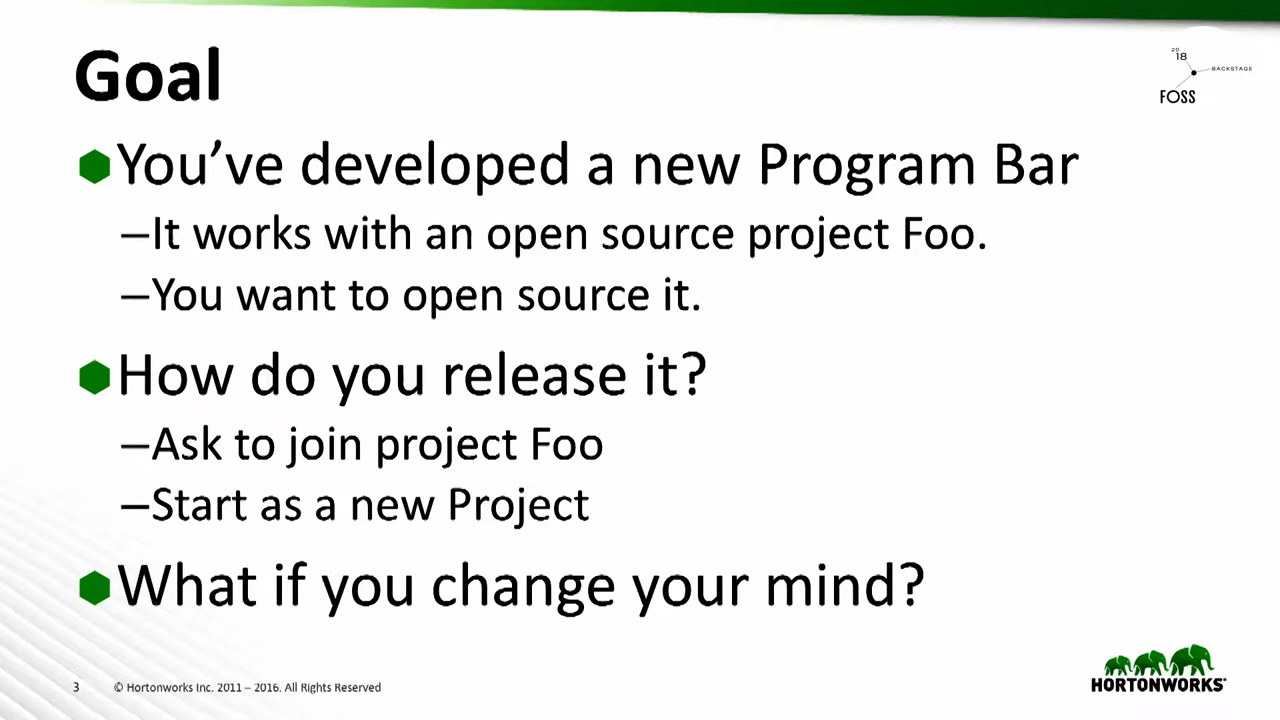 Goal
20
18
BACKSTAGE
FOSS
You’ve developed a new Program Bar
–It works with an open source project Foo.
–You want to open source it.
How do you release it?
–Ask to join project Foo
–Start as a new Project
What if you change your mind?
3 © Hortonworks Inc. 2011 – 2016. All Rights Reserved
HORTONWORKS